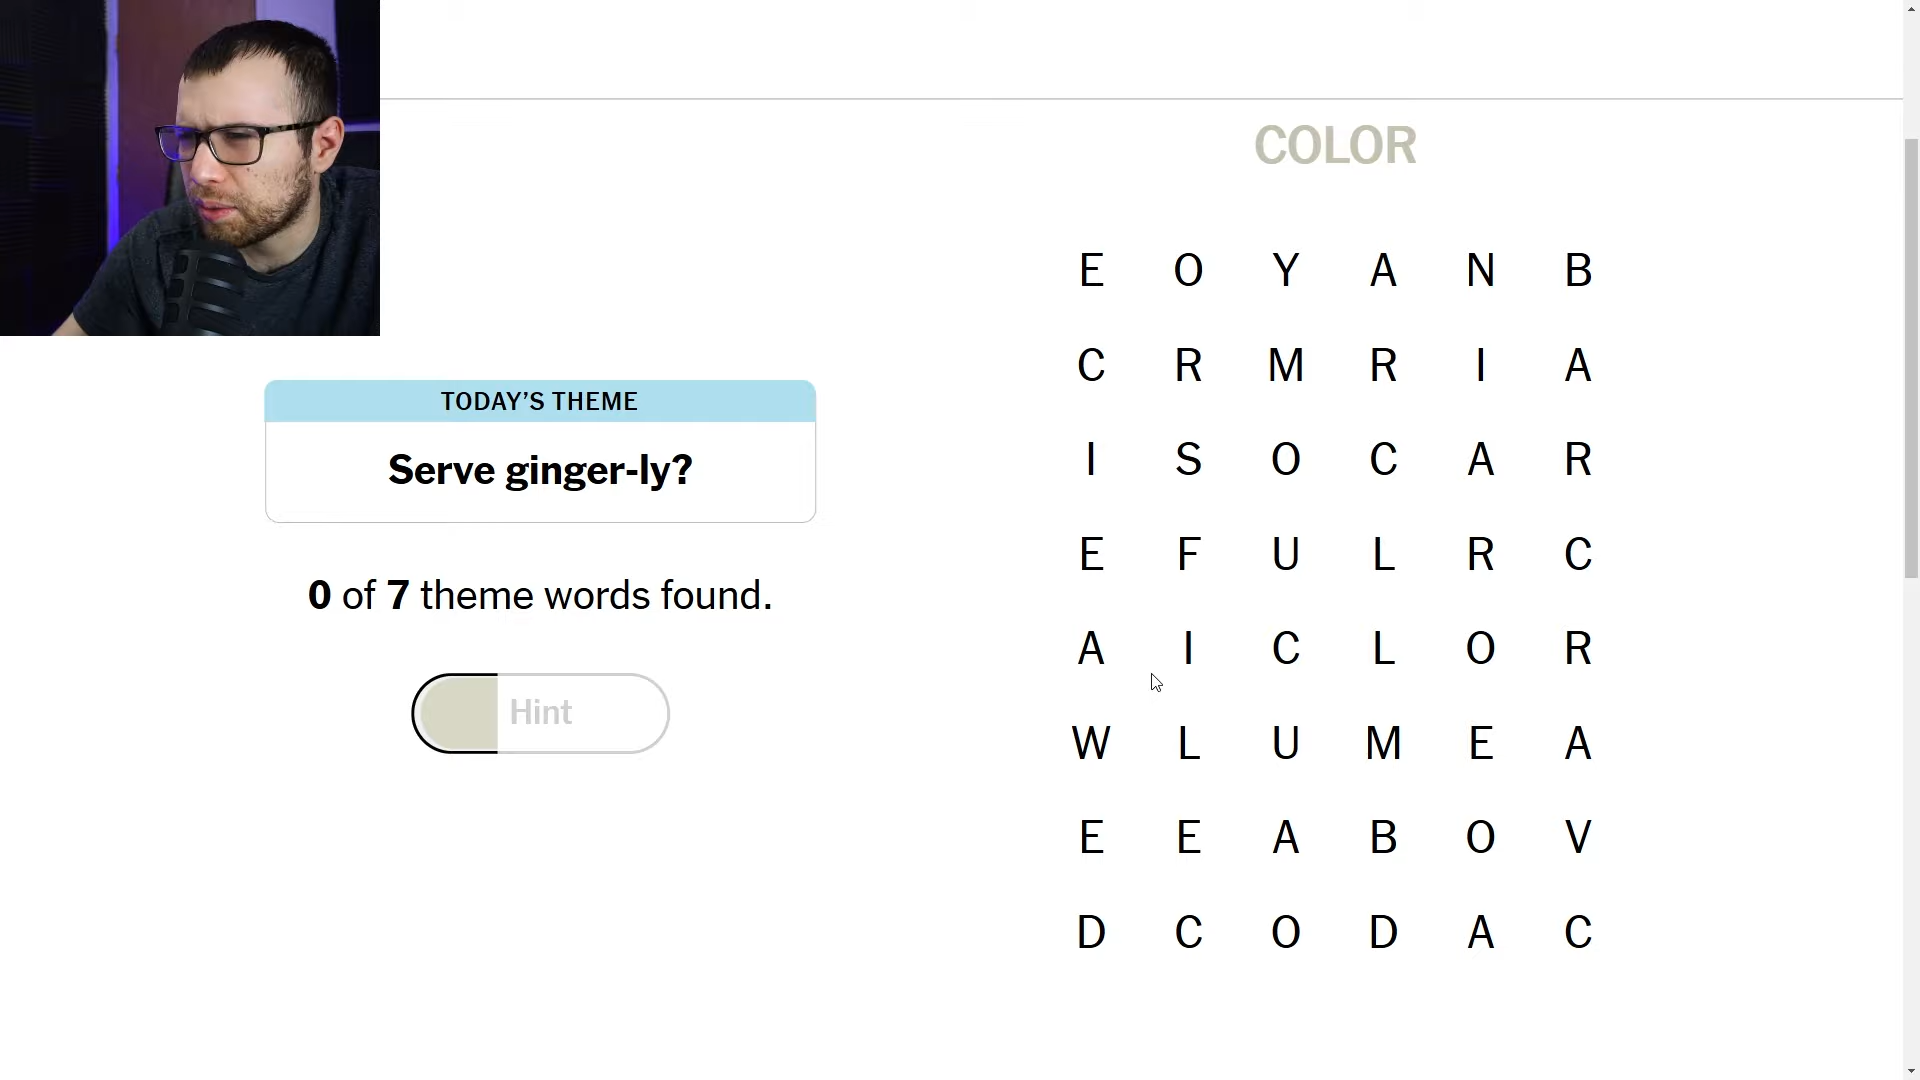 COLOR
TODAY’S THEME
Serve ginger-ly?
0 of 7 theme words found.
Hint
E O Y A N B
C R M R I A
I S O C A R
E F U L R C
A I C L O R
W L U M E A
E E A B O V
D C O D A C